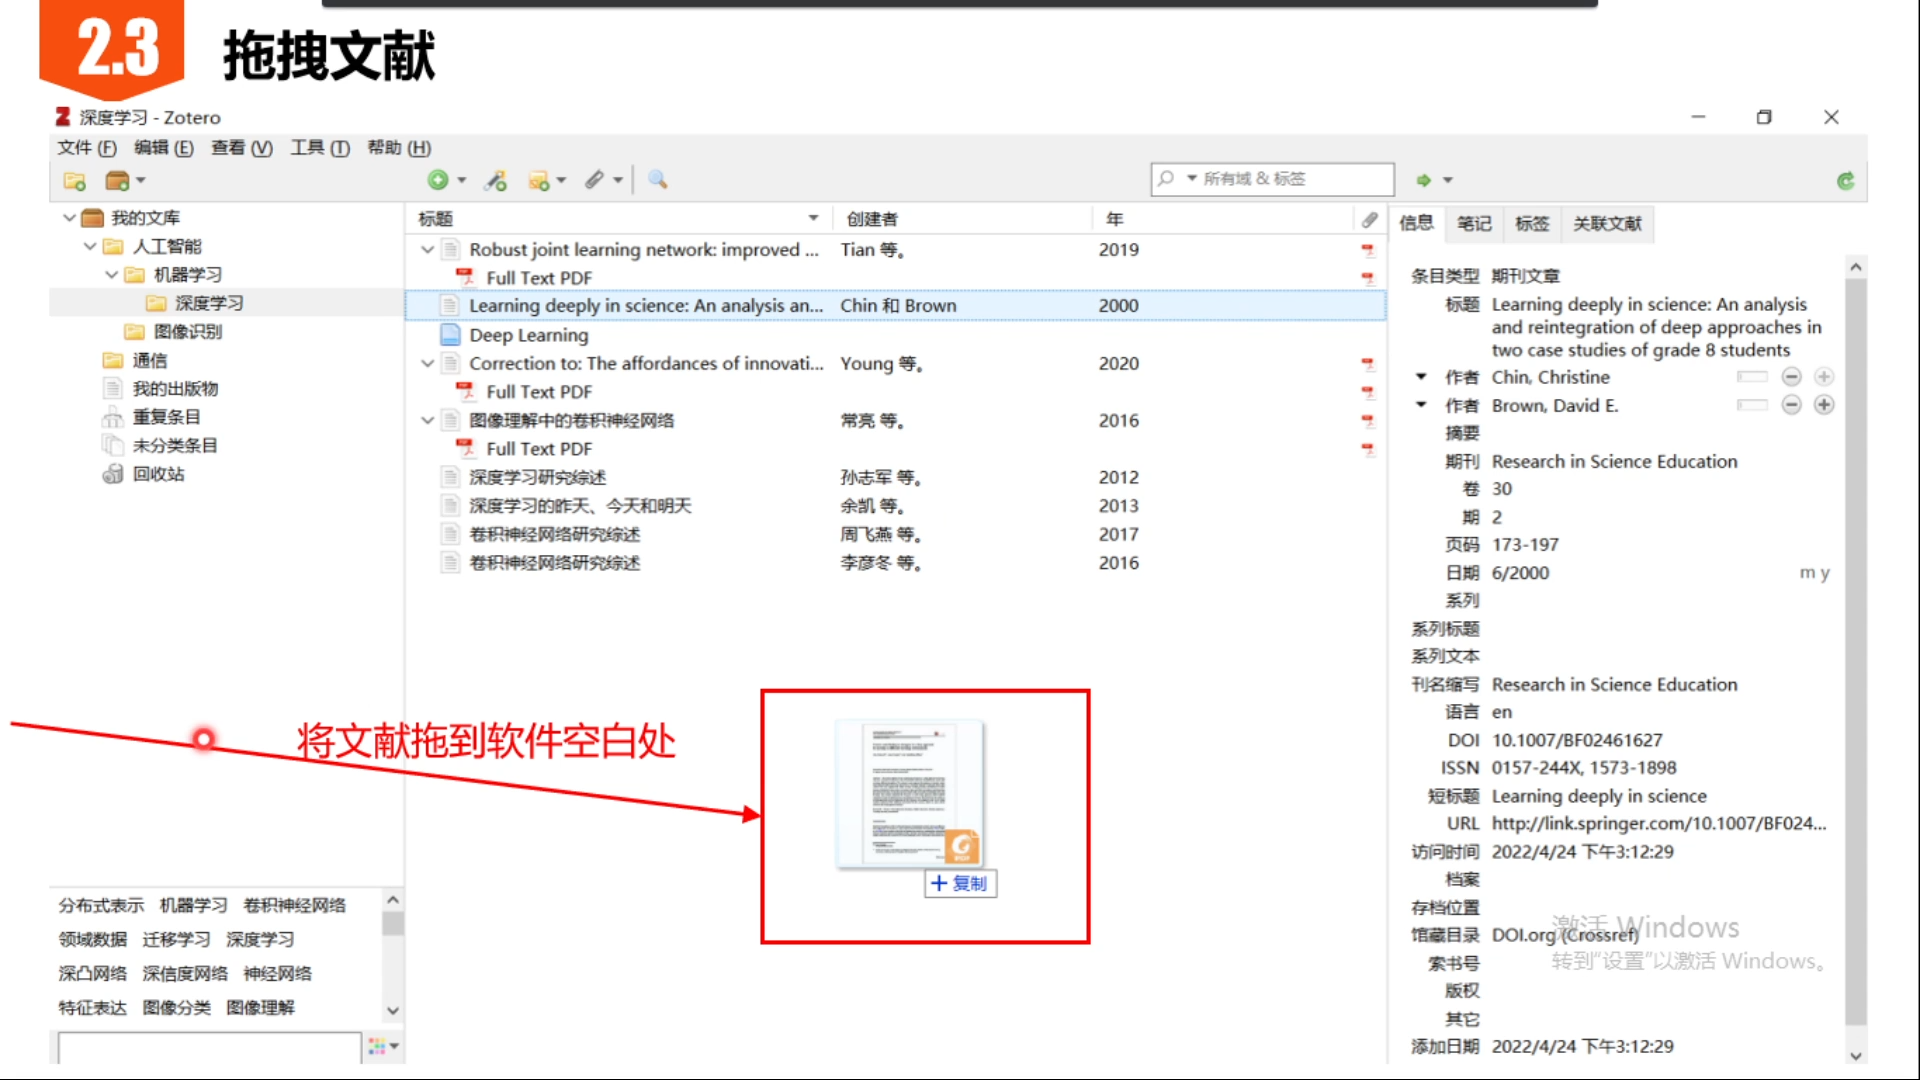 2.3 拖拽文献
深度学习 - Zotero
文件 (F) 编辑 (E) 查看 (V) 工具 (T) 帮助 (H)
所有域 & 标签
我的文库
人工智能
机器学习
深度学习
图像识别
通信
我的出版物
重复条目
未分类条目
回收站
标题 创建者 年
Robust joint learning network: improved ... Tian 等。 2019
Full Text PDF
Learning deeply in science: An analysis an... Chin 和 Brown 2000
Deep Learning
Correction to: The affordances of innovati... Young 等。 2020
Full Text PDF
图像理解中的卷积神经网络 常亮 等。 2016
Full Text PDF
深度学习研究综述 孙志军 等。 2012
深度学习的昨天、今天和明天 余凯 等。 2013
卷积神经网络研究综述 周飞燕 等。 2017
卷积神经网络研究综述 李彦冬 等。 2016
将文献拖到软件空白处
PDF
+ 复制
分布式表示 机器学习 卷积神经网络
领域数据 迁移学习 深度学习
深凸网络 深信度网络 神经网络
特征表达 图像分类 图像理解
信息 笔记 标签 关联文献
条目类型 期刊文章
标题 Learning deeply in science: An analysis
and reintegration of deep approaches in
two case studies of grade 8 students
作者 Chin, Christine
作者 Brown, David E.
摘要
期刊 Research in Science Education
卷 30
期 2
页码 173-197
日期 6/2000 m y
系列
系列标题
系列文本
刊名缩写 Research in Science Education
语言 en
DOI 10.1007/BF02461627
ISSN 0157-244X, 1573-1898
短标题 Learning deeply in science
URL http://link.springer.com/10.1007/BF024...
访问时间 2022/4/24 下午3:12:29
档案
存档位置
馆藏目录 DOI.org (Crossref)
索书号
版权
其它
添加日期 2022/4/24 下午3:12:29
激活 Windows
转到“设置”以激活 Windows。